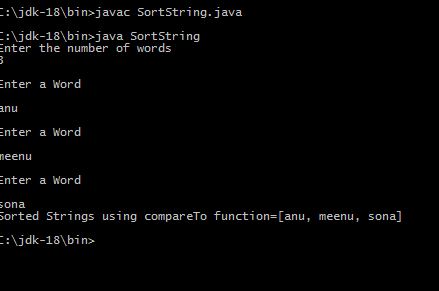 C:\jdk-18\bin>javac SortString.java
C:\jdk-18\bin>java SortString
Enter the number of words
3
Enter a Word
anu
Enter a Word
meenu
Enter a Word
sona
Sorted Strings using compareTo function=[anu, meenu, sona]
C:\jdk-18\bin>